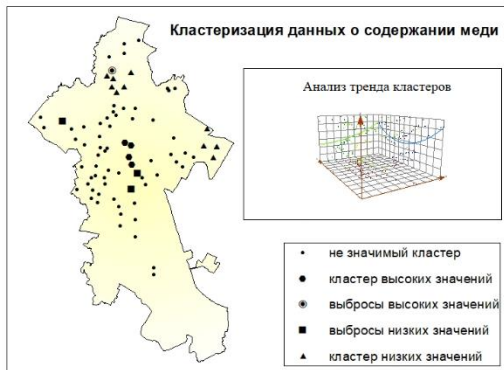 Кластеризация данных о содержании меди
Анализ тренда кластеров
не значимый кластер
кластер высоких значений
выбросы высоких значений
выбросы низких значений
кластер низких значений